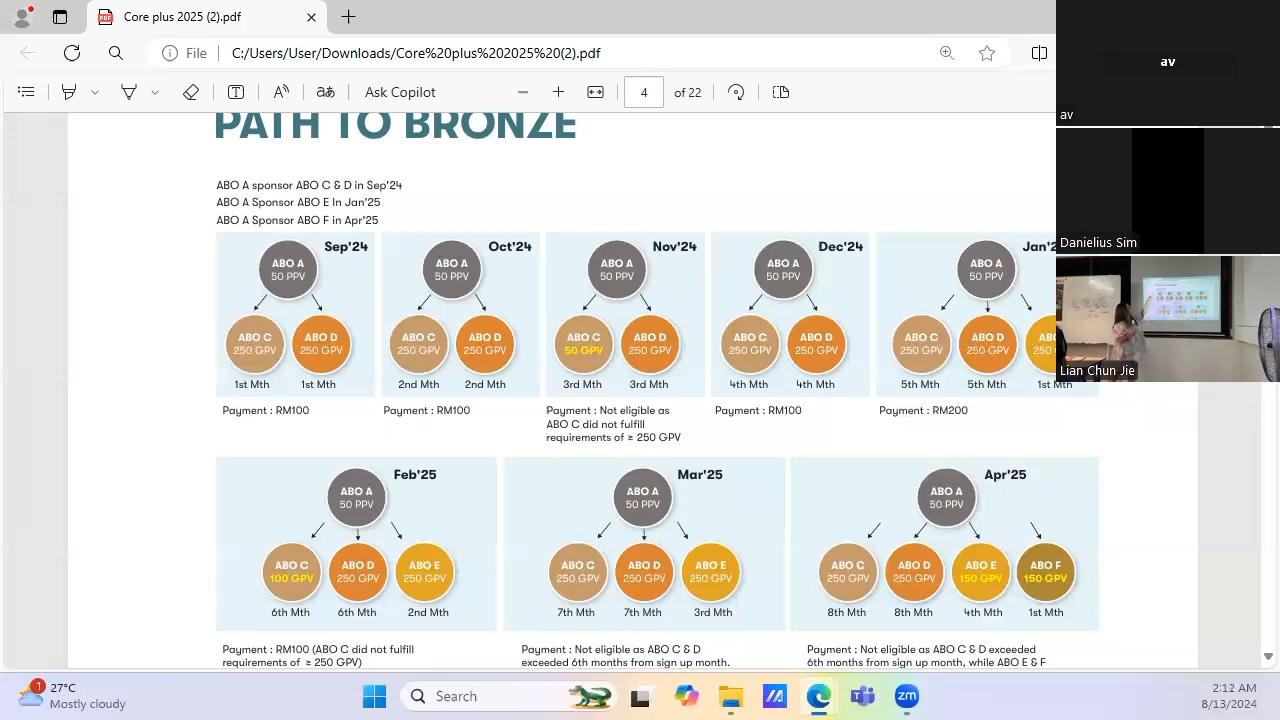 Core plus 2025 (2).pdf
File
C:/Users/User/Downloads/Core%20plus%202025%20(2).pdf
Ask Copilot
4 of 22
PATH TO BRONZE
ABO A sponsor ABO C & D in Sep'24
ABO A Sponsor ABO E In Jan'25
ABO A Sponsor ABO F in Apr'25
Sep'24
ABO A
50 PPV
ABO C
250 GPV
ABO D
250 GPV
1st Mth
1st Mth
Payment : RM100
Oct'24
ABO A
50 PPV
ABO C
250 GPV
ABO D
250 GPV
2nd Mth
2nd Mth
Payment : RM100
Nov'24
ABO A
50 PPV
ABO C
50 GPV
ABO D
250 GPV
3rd Mth
3rd Mth
Payment : Not eligible as
ABO C did not fulfill
requirements of ≥ 250 GPV
Dec'24
ABO A
50 PPV
ABO C
250 GPV
ABO D
250 GPV
4th Mth
4th Mth
Payment : RM100
Jan'2
ABO A
50 PPV
ABO C
250 GPV
ABO D
250 GPV
ABO
250
5th Mth
5th Mth
1st Mth
Payment : RM200
Feb'25
ABO A
50 PPV
ABO C
100 GPV
ABO D
250 GPV
ABO E
250 GPV
6th Mth
6th Mth
2nd Mth
Payment : RM100 (ABO C did not fulfill
requirements of ≥ 250 GPV)
Mar'25
ABO A
50 PPV
ABO C
250 GPV
ABO D
250 GPV
ABO E
250 GPV
7th Mth
7th Mth
3rd Mth
Payment : Not eligible as ABO C & D
exceeded 6th months from sign up month.
Apr'25
ABO A
50 PPV
ABO C
250 GPV
ABO D
250 GPV
ABO E
150 GPV
ABO F
150 GPV
8th Mth
8th Mth
4th Mth
1st Mth
Payment : Not eligible as ABO C & D exceeded
6th months from sign up month, while ABO E & F
av
av
Danielius Sim
Lian Chun Jie
1
27°C
Mostly cloudy
Search
zm
2:12 AM
8/13/2024